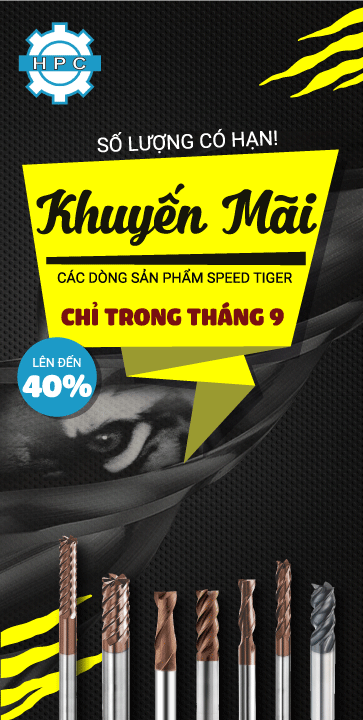 HPC
SỐ LƯỢNG CÓ HẠN!
Khuyến Mãi
CÁC DÒNG SẢN PHẨM SPEED TIGER
CHỈ TRONG THÁNG 9
LÊN ĐẾN
40%